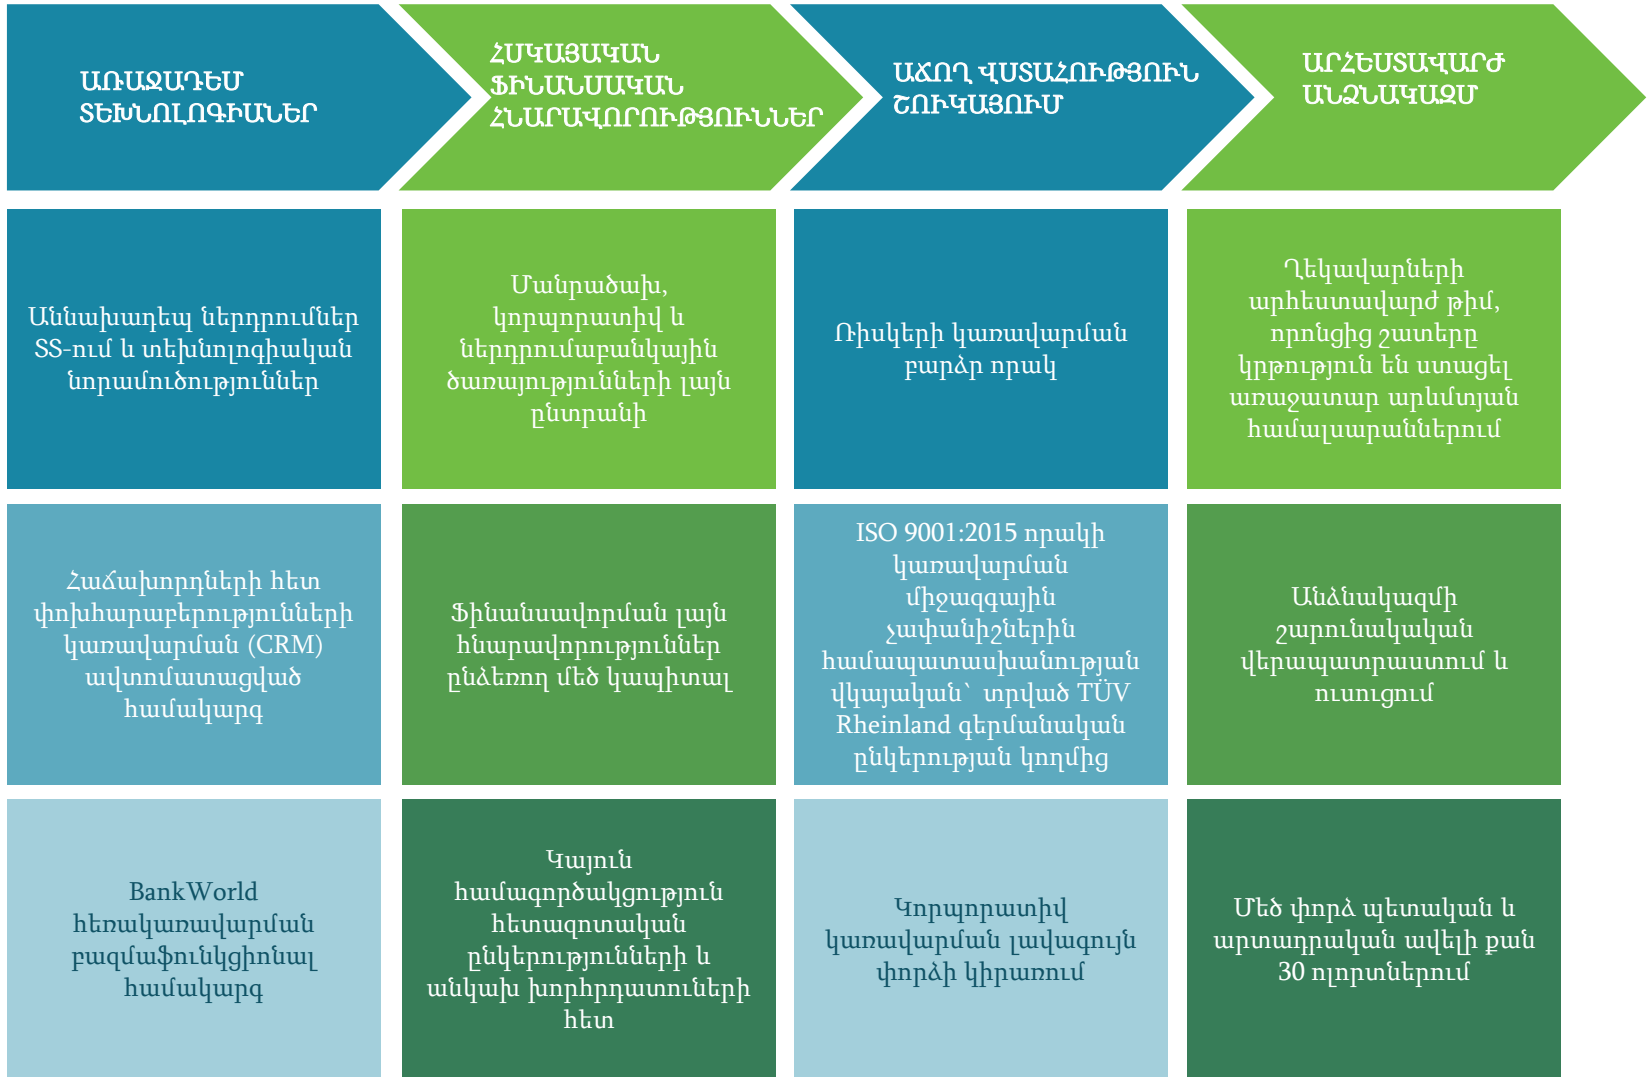 ԱՌԱՋԱԴԵՄ
ՏԵԽՆՈԼՈԳԻԱՆԵՐ
ՀՍԿԱՅԱԿԱՆ
ՖԻՆԱՆՍԱԿԱՆ
ՀՆԱՐԱՎՈՐՈՒԹՅՈՒՆՆԵՐ
ԱՃՈՂ ՎՍՏԱՀՈՒԹՅՈՒՆ
ՇՈՒԿԱՅՈՒՄ
ԱՐՀԵՍՏԱՎԱՐԺ
ԱՆՁՆԱԿԱԶՄ
Աննախադեպ ներդրումներ
ՏՏ-ում և տեխնոլոգիական
նորամուծություններ
Մանրածախ,
կորպորատիվ և
ներդրումաբանկային
ծառայությունների լայն
ընտրանի
Ռիսկերի կառավարման
բարձր որակ
Ղեկավարների
արհեստավարժ թիմ,
որոնցից շատերը
կրթություն են ստացել
առաջատար արևմտյան
համալսարաններում
Հաճախորդների հետ
փոխհարաբերությունների
կառավարման (CRM)
ավտոմատացված
համակարգ
Ֆինանսավորման լայն
հնարավորություններ
ընձեռող մեծ կապիտալ
ISO 9001:2015 որակի
կառավարման
միջազգային
չափանիշներին
համապատասխանության
վկայական` տրված TÜV
Rheinland գերմանական
ընկերության կողմից
Անձնակազմի
շարունակական
վերապատրաստում և
ուսուցում
BankWorld
հեռակառավարման
բազմաֆունկցիոնալ
համակարգ
Կայուն
համագործակցություն
հետազոտական
ընկերությունների և
անկախ խորհրդատուների
հետ
Կորպորատիվ
կառավարման լավագույն
փորձի կիրառում
Մեծ փորձ պետական և
արտադրական ավելի քան
30 ոլորտներում